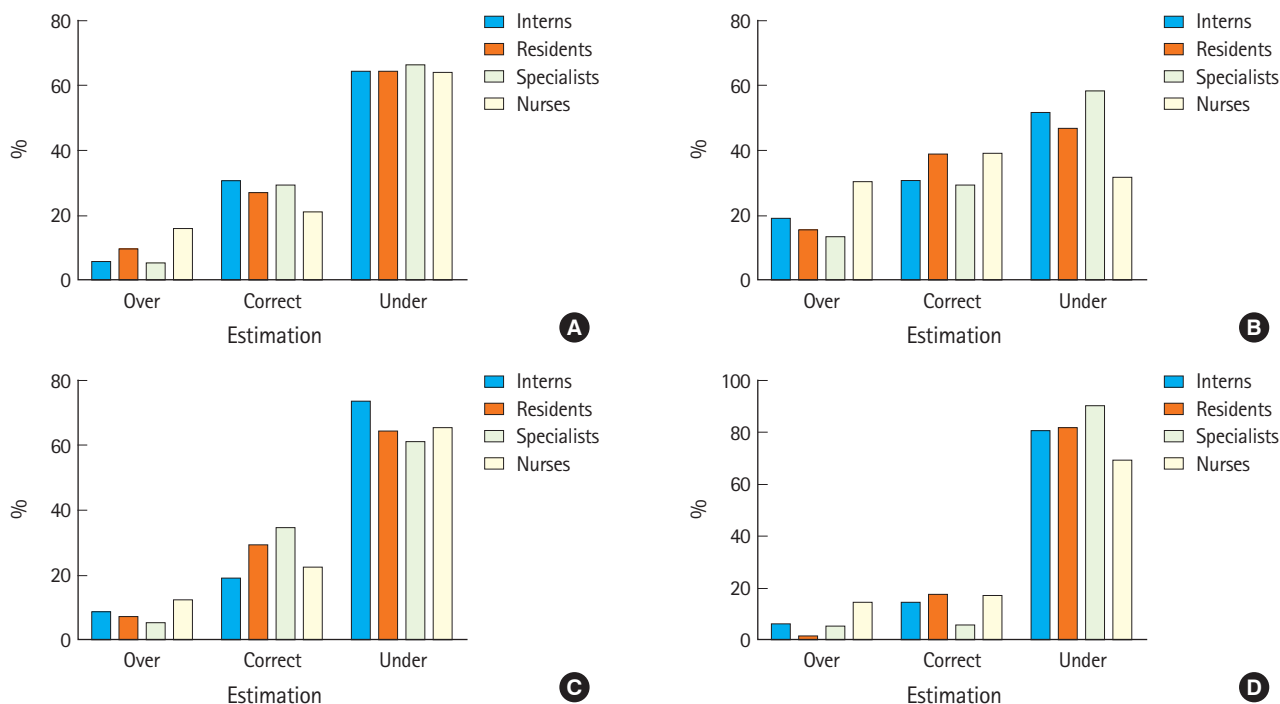 80
60
40
20
0
%
Over
Correct
Under
Estimation
Interns
Residents
Specialists
Nurses
A
80
60
40
20
0
%
Over
Correct
Under
Estimation
Interns
Residents
Specialists
Nurses
B
80
60
40
20
0
%
Over
Correct
Under
Estimation
Interns
Residents
Specialists
Nurses
C
100
80
60
40
20
0
%
Over
Correct
Under
Estimation
Interns
Residents
Specialists
Nurses
D